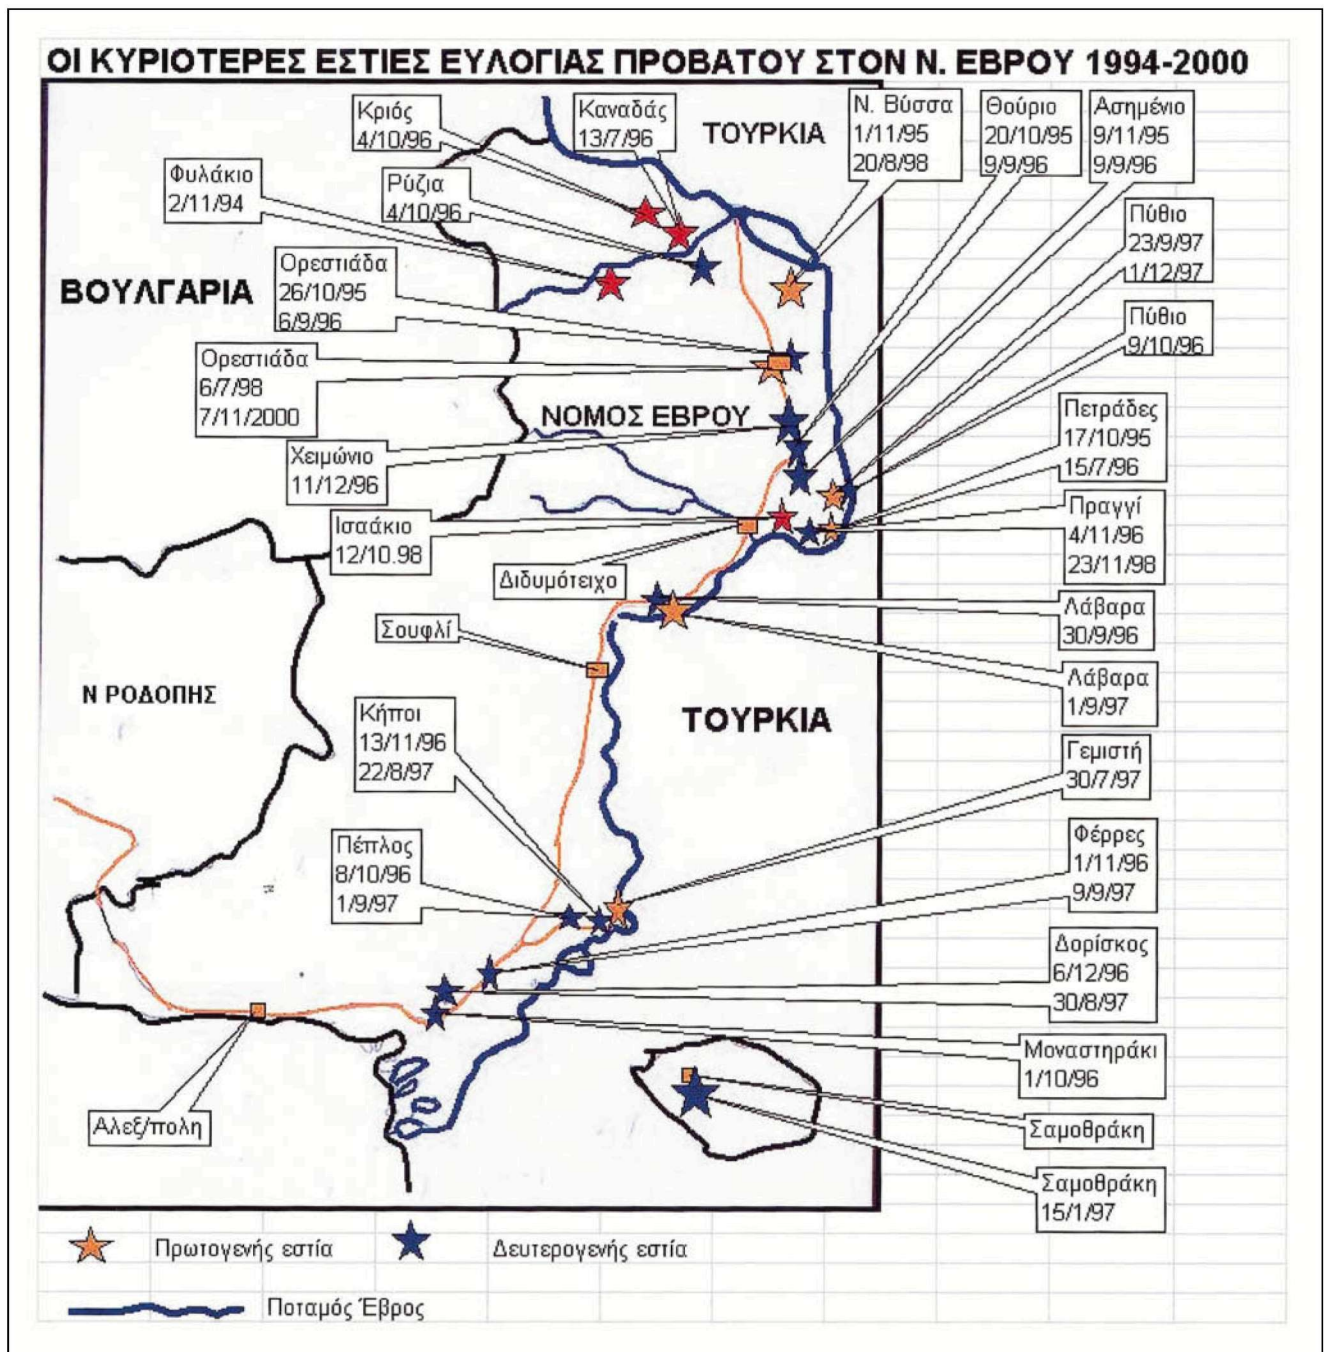 ΟΙ ΚΥΡΙΟΤΕΡΕΣ ΕΣΤΙΕΣ ΕΥΛΟΓΙΑΣ ΠΡΟΒΑΤΟΥ ΣΤΟΝ Ν. ΕΒΡΟΥ 1994-2000
Κριός
4/10/96
Καναδάς
13/7/96
ΤΟΥΡΚΙΑ
Ν. Βύσσα
1/11/95
20/8/98
Θούριο
20/10/95
9/9/96
Ασημένιο
9/11/95
9/9/96
Φυλάκιο
2/11/94
Ρύζια
4/10/96
Πύθιο
23/9/97
11/12/97
ΒΟΥΛΓΑΡΙΑ
Ορεστιάδα
26/10/95
6/9/96
Πύθιο
9/10/96
Ορεστιάδα
6/7/98
7/11/2000
ΝΟΜΟΣ ΕΒΡΟΥ
Πετράδες
17/10/95
15/7/96
Χειμώνιο
11/12/96
Πραγγί
4/11/96
23/11/98
Ισαάκιο
12/10.98
Διδυμότειχο
Λάβαρα
30/9/96
Σουφλί
Λάβαρα
1/9/97
Ν ΡΟΔΟΠΗΣ
ΤΟΥΡΚΙΑ
Κήποι
13/11/96
22/8/97
Γεμιστή
30/7/97
Πέπλος
8/10/96
1/9/97
Φέρρες
1/11/96
9/9/97
Δορίσκος
6/12/96
30/8/97
Μοναστηράκι
1/10/96
Αλεξ/πολη
Σαμοθράκη
Σαμοθράκη
15/1/97
Πρωτογενής εστία
Δευτερογενής εστία
Ποταμός Έβρος